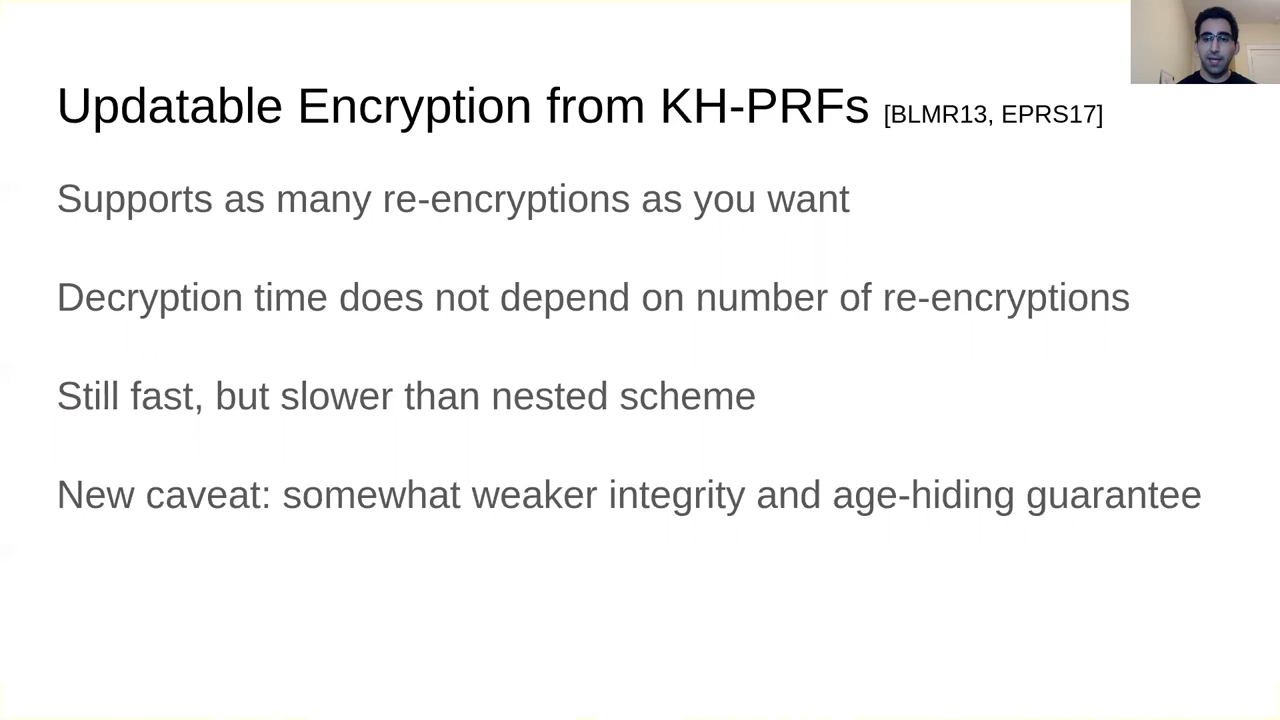 Updatable Encryption from KH-PRFs [BLMR13, EPRS17]
Supports as many re-encryptions as you want
Decryption time does not depend on number of re-encryptions
Still fast, but slower than nested scheme
New caveat: somewhat weaker integrity and age-hiding guarantee